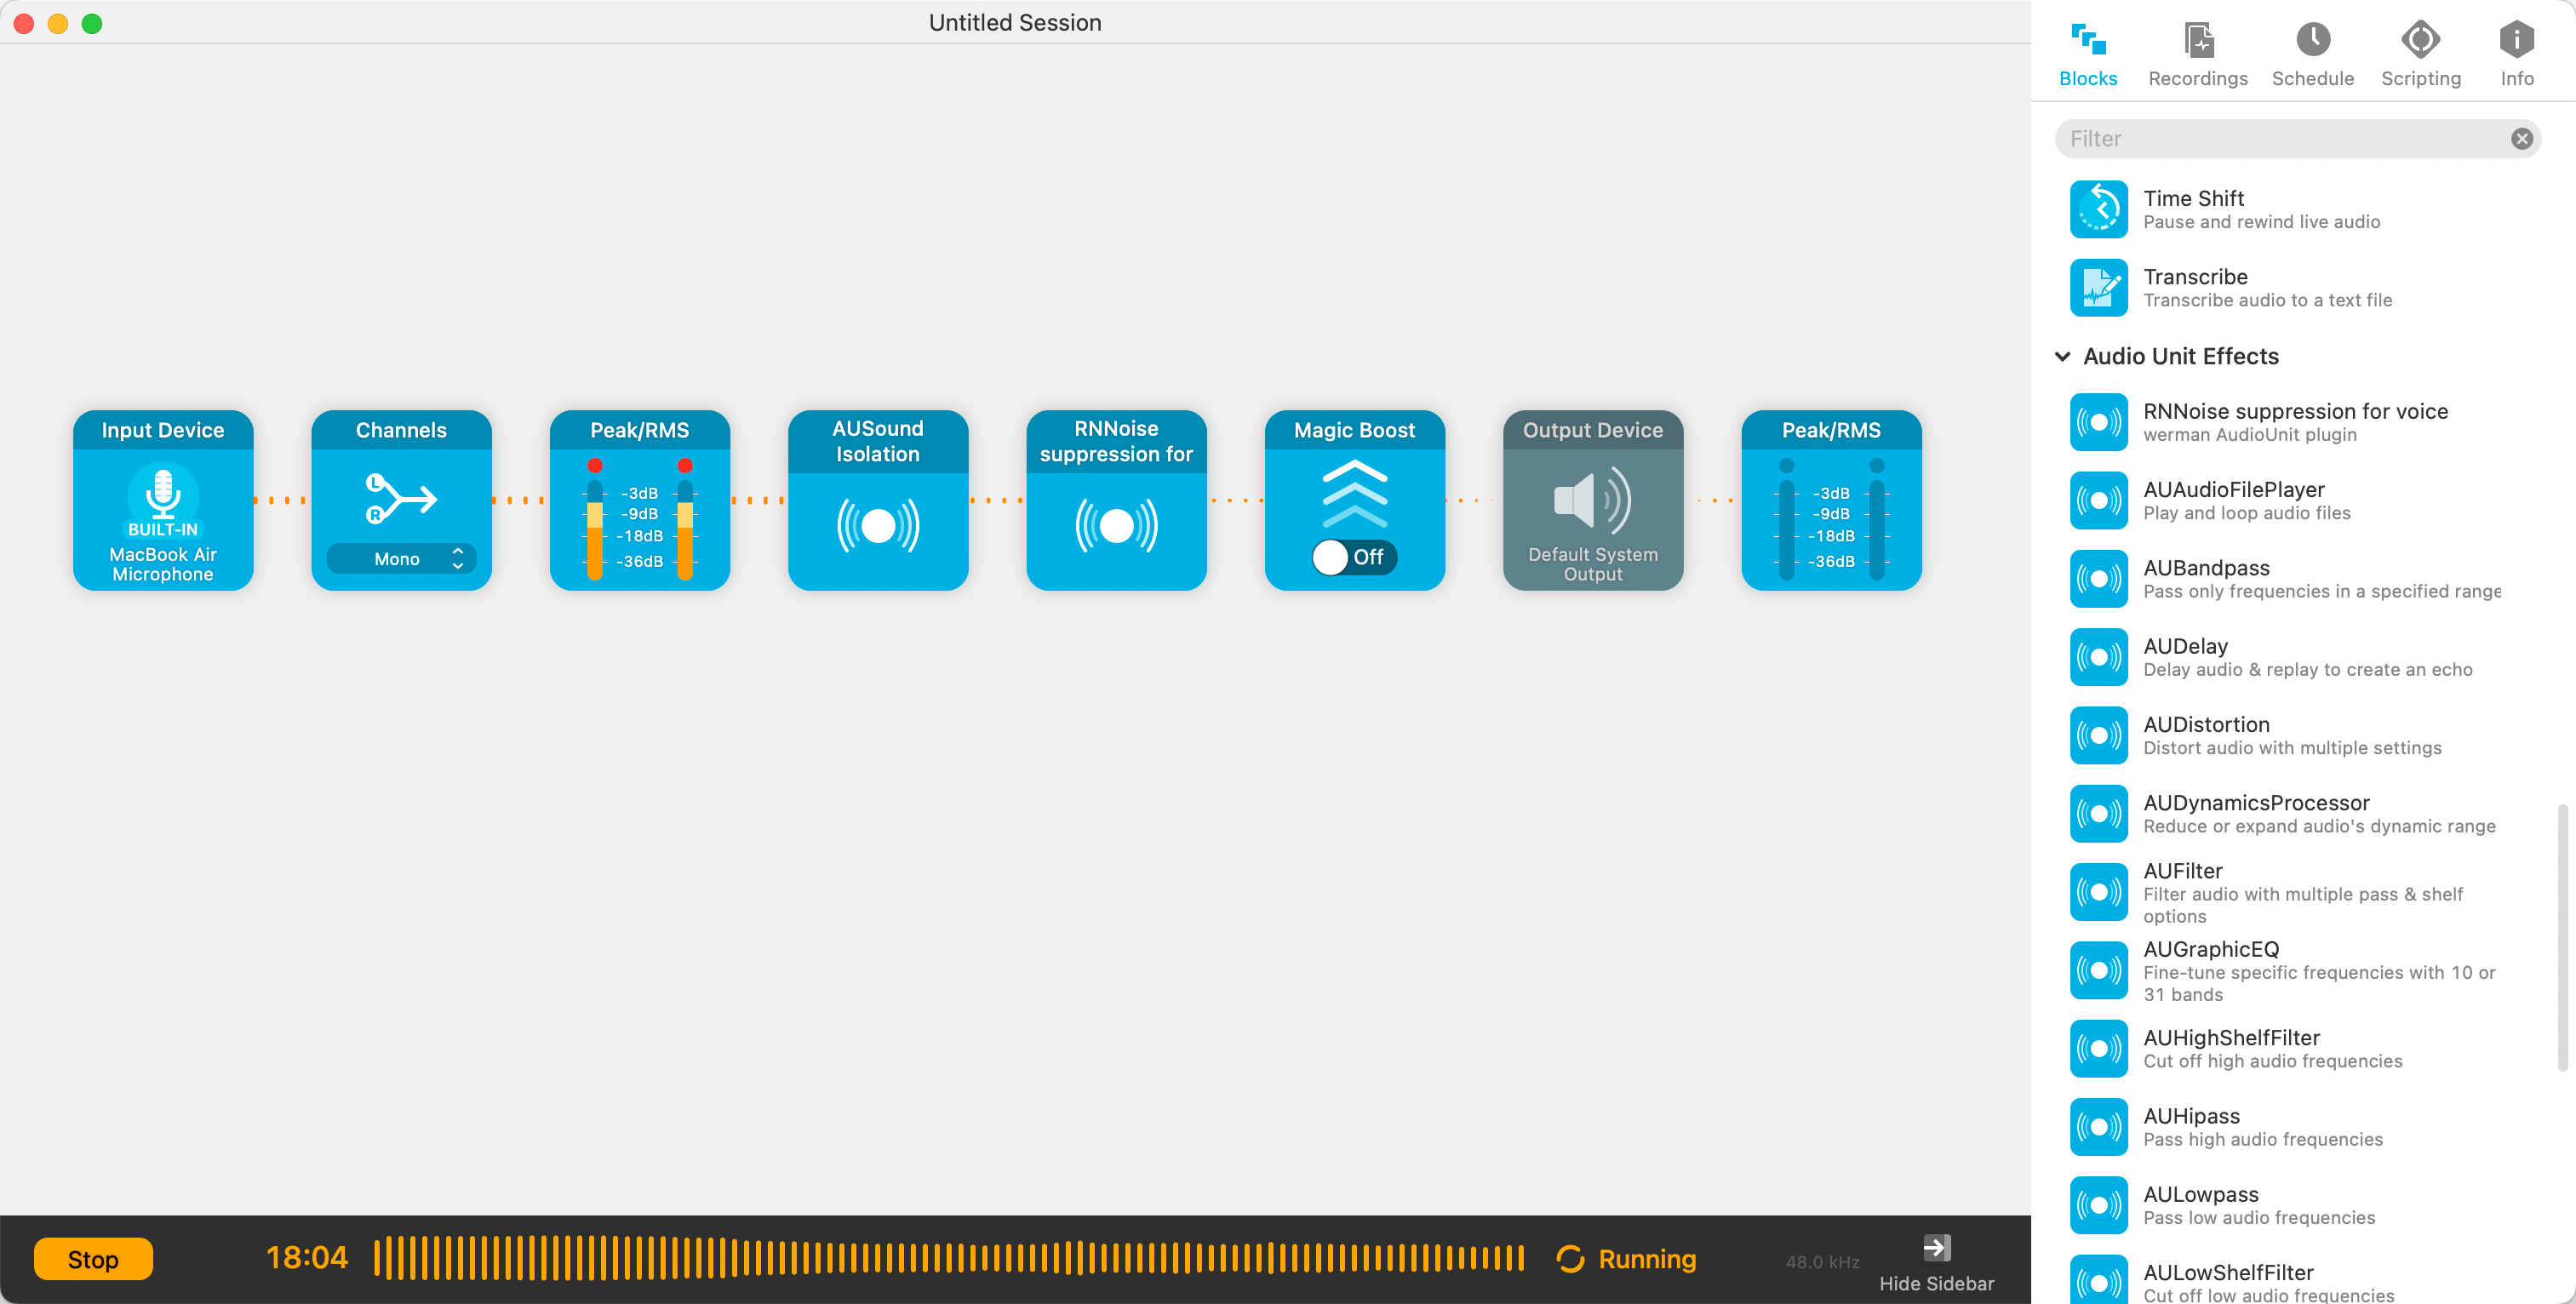 Untitled Session
Blocks
Recordings
Schedule
Scripting
Info
Filter
Time Shift
Pause and rewind live audio
Transcribe
Transcribe audio to a text file
Audio Unit Effects
RNNoise suppression for voice
werman AudioUnit plugin
AUAudioFilePlayer
Play and loop audio files
AUBandpass
Pass only frequencies in a specified range
AUDelay
Delay audio & replay to create an echo
AUDistortion
Distort audio with multiple settings
AUDynamicsProcessor
Reduce or expand audio's dynamic range
AUFilter
Filter audio with multiple pass & shelf
options
AUGraphicEQ
Fine-tune specific frequencies with 10 or
31 bands
AUHighShelfFilter
Cut off high audio frequencies
AUHipass
Pass high audio frequencies
AULowpass
Pass low audio frequencies
AULowShelfFilter
Cut off low audio frequencies
Input Device
BUILT-IN
MacBook Air
Microphone
Channels
L
R
Mono
Peak/RMS
-3dB
-9dB
-18dB
-36dB
AUSound
Isolation
RNNoise
suppression for
Magic Boost
Off
Output Device
Default System
Output
Peak/RMS
-3dB
-9dB
-18dB
-36dB
Stop
18:04
Running
48.0 kHz
Hide Sidebar